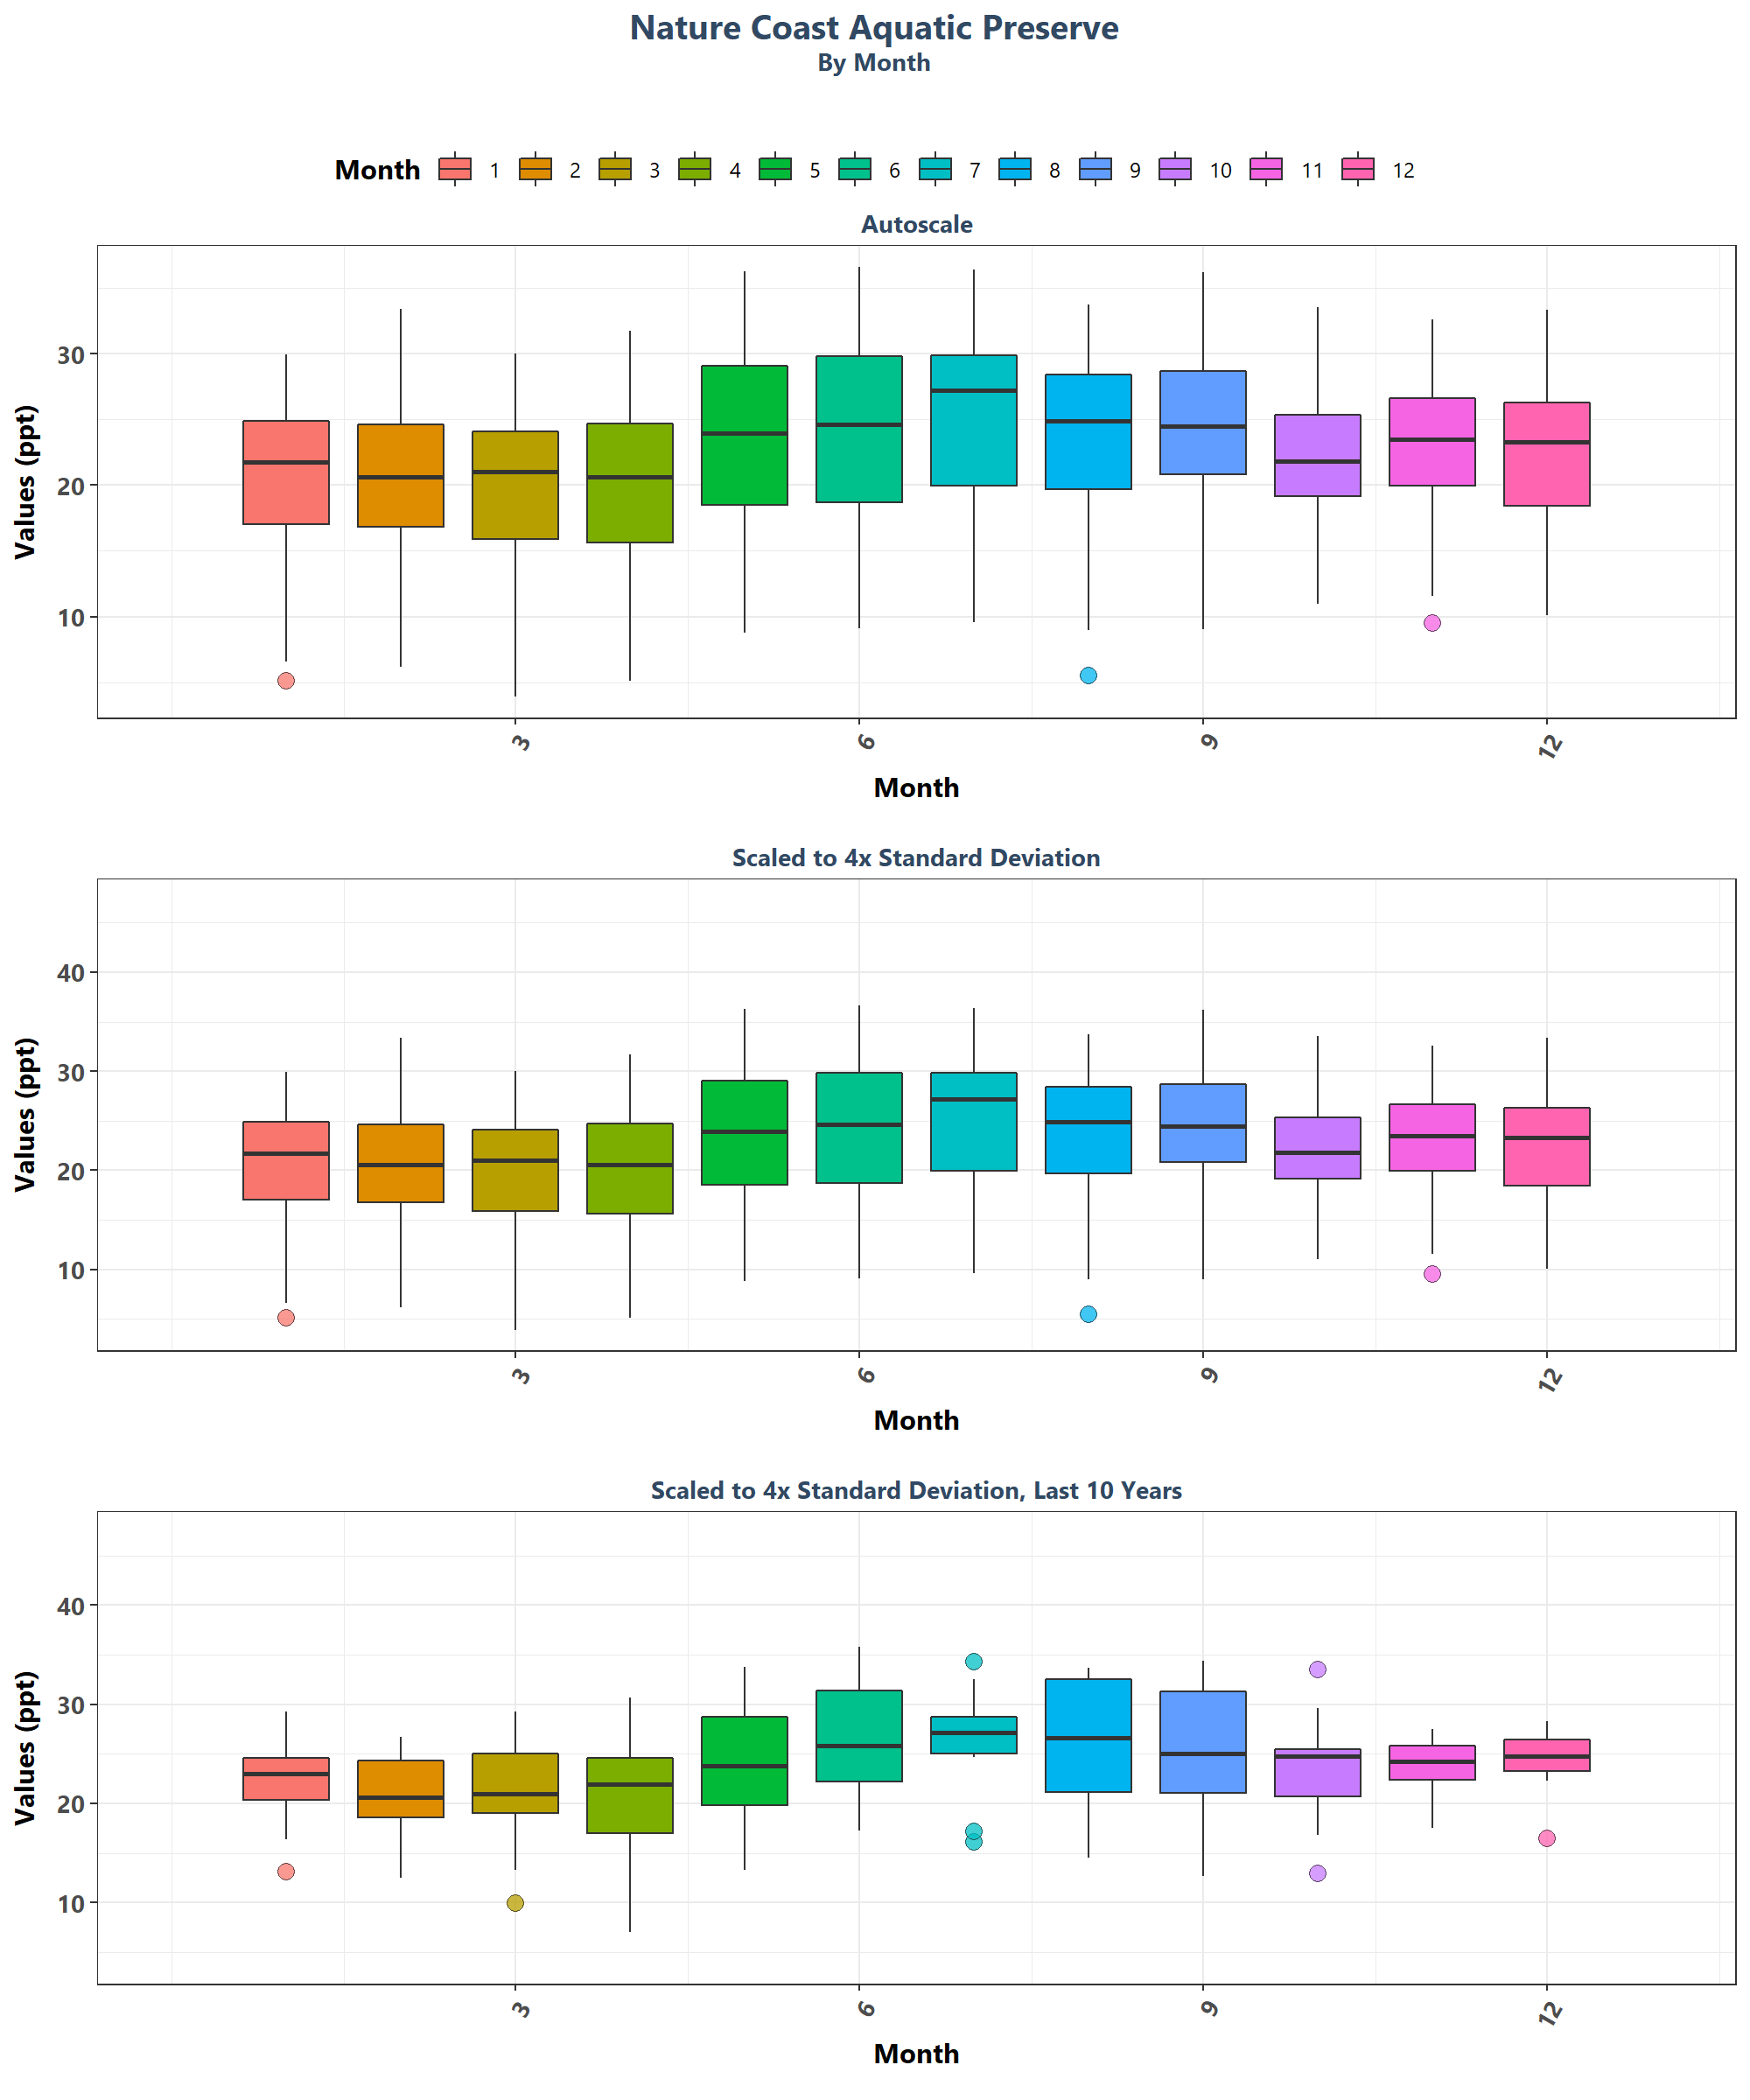 Nature Coast Aquatic Preserve
By Month
Month 1 2 3 4 5 6 7 8 9 10 11 12
Autoscale
Values (ppt)
30
20
10
3 6 9 12
Month
Scaled to 4x Standard Deviation
Values (ppt)
40
30
20
10
3 6 9 12
Month
Scaled to 4x Standard Deviation, Last 10 Years
Values (ppt)
40
30
20
10
3 6 9 12
Month